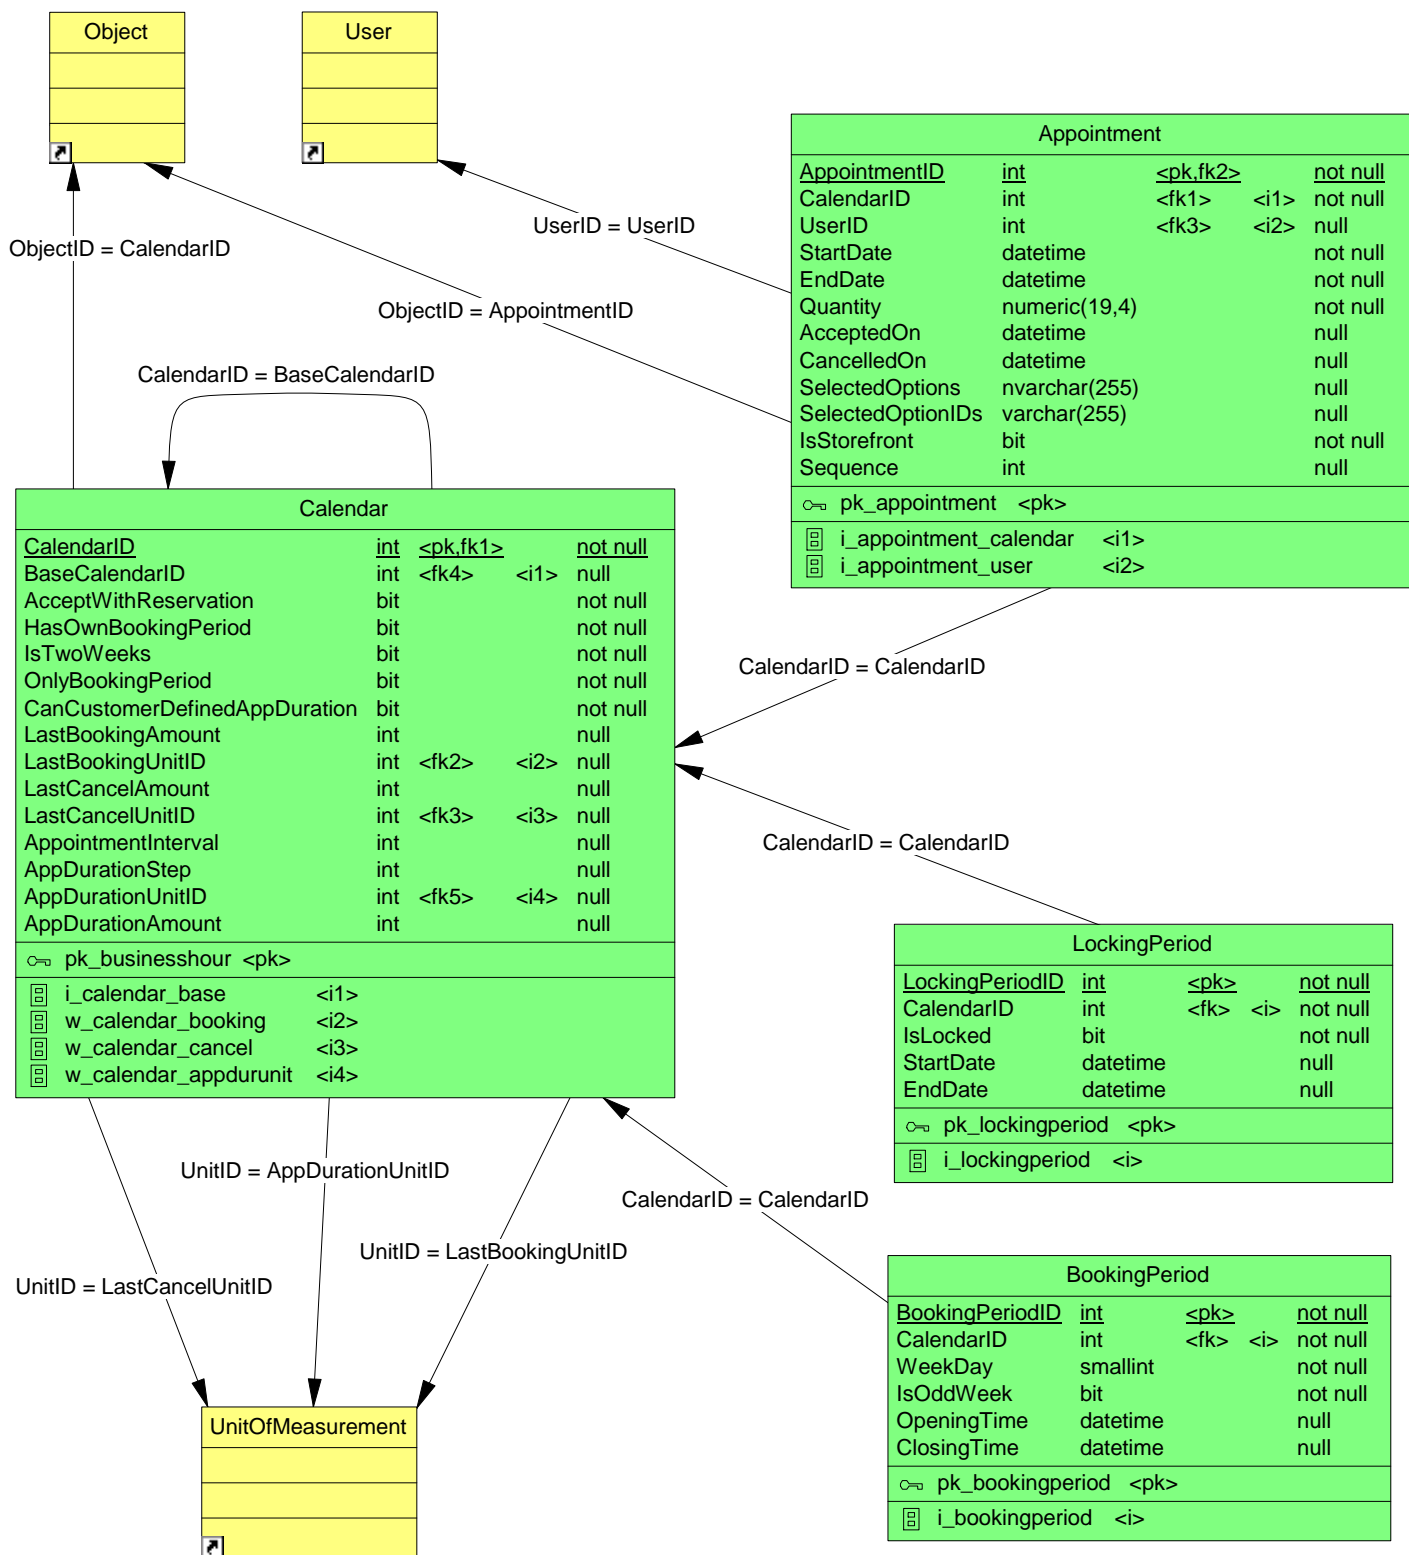 Object
User
Appointment
AppointmentID int <pk,fk2> not null
CalendarID int <fk1> <i1> not null
UserID int <fk3> <i2> null
StartDate datetime not null
EndDate datetime not null
Quantity numeric(19,4) not null
AcceptedOn datetime null
CancelledOn datetime null
SelectedOptions nvarchar(255) null
SelectedOptionIDs varchar(255) null
IsStorefront bit not null
Sequence int null
pk_appointment <pk>
i_appointment_calendar <i1>
i_appointment_user <i2>
UserID = UserID
ObjectID = CalendarID
ObjectID = AppointmentID
CalendarID = BaseCalendarID
Calendar
CalendarID int <pk,fk1> not null
BaseCalendarID int <fk4> <i1> null
AcceptWithReservation bit not null
HasOwnBookingPeriod bit not null
IsTwoWeeks bit not null
OnlyBookingPeriod bit not null
CanCustomerDefinedAppDuration bit not null
LastBookingAmount int null
LastBookingUnitID int <fk2> <i2> null
LastCancelAmount int null
LastCancelUnitID int <fk3> <i3> null
AppointmentInterval int null
AppDurationStep int null
AppDurationUnitID int <fk5> <i4> null
AppDurationAmount int null
pk_businesshour <pk>
i_calendar_base <i1>
w_calendar_booking <i2>
w_calendar_cancel <i3>
w_calendar_appdurunit <i4>
CalendarID = CalendarID
CalendarID = CalendarID
LockingPeriod
LockingPeriodID int <pk> not null
CalendarID int <fk> <i> not null
IsLocked bit not null
StartDate datetime null
EndDate datetime null
pk_lockingperiod <pk>
i_lockingperiod <i>
UnitID = AppDurationUnitID
CalendarID = CalendarID
UnitID = LastBookingUnitID
UnitID = LastCancelUnitID
BookingPeriod
BookingPeriodID int <pk> not null
CalendarID int <fk> <i> not null
WeekDay smallint not null
IsOddWeek bit not null
OpeningTime datetime null
ClosingTime datetime null
pk_bookingperiod <pk>
i_bookingperiod <i>
UnitOfMeasurement